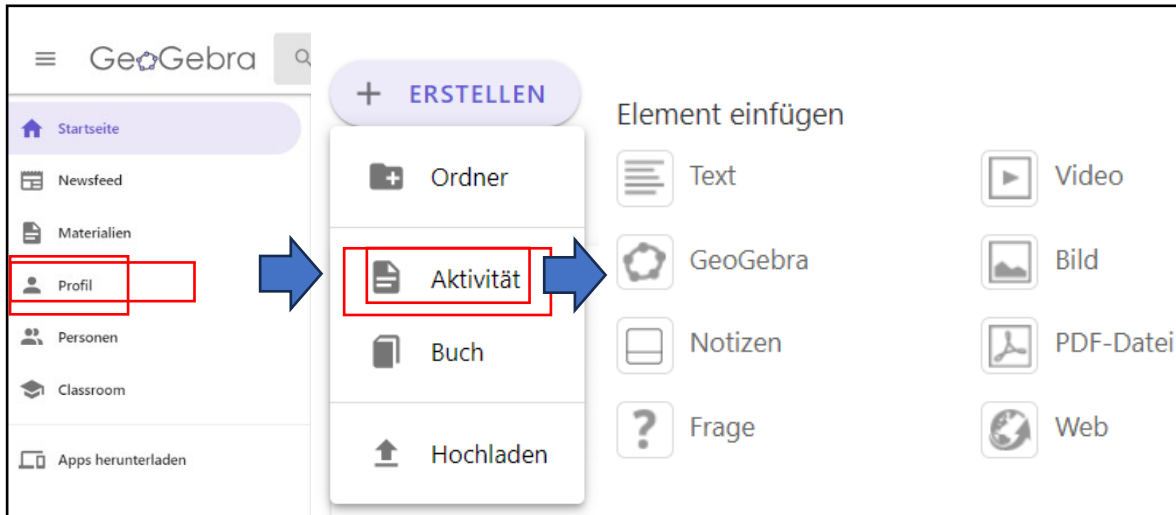 GeoGebra
Startseite
Newsfeed
Materialien
Profil
Personen
Classroom
Apps herunterladen
+ ERSTELLEN
Ordner
Aktivität
Buch
Hochladen
Element einfügen
Text
Video
GeoGebra
Bild
Notizen
PDF-Datei
Frage
Web